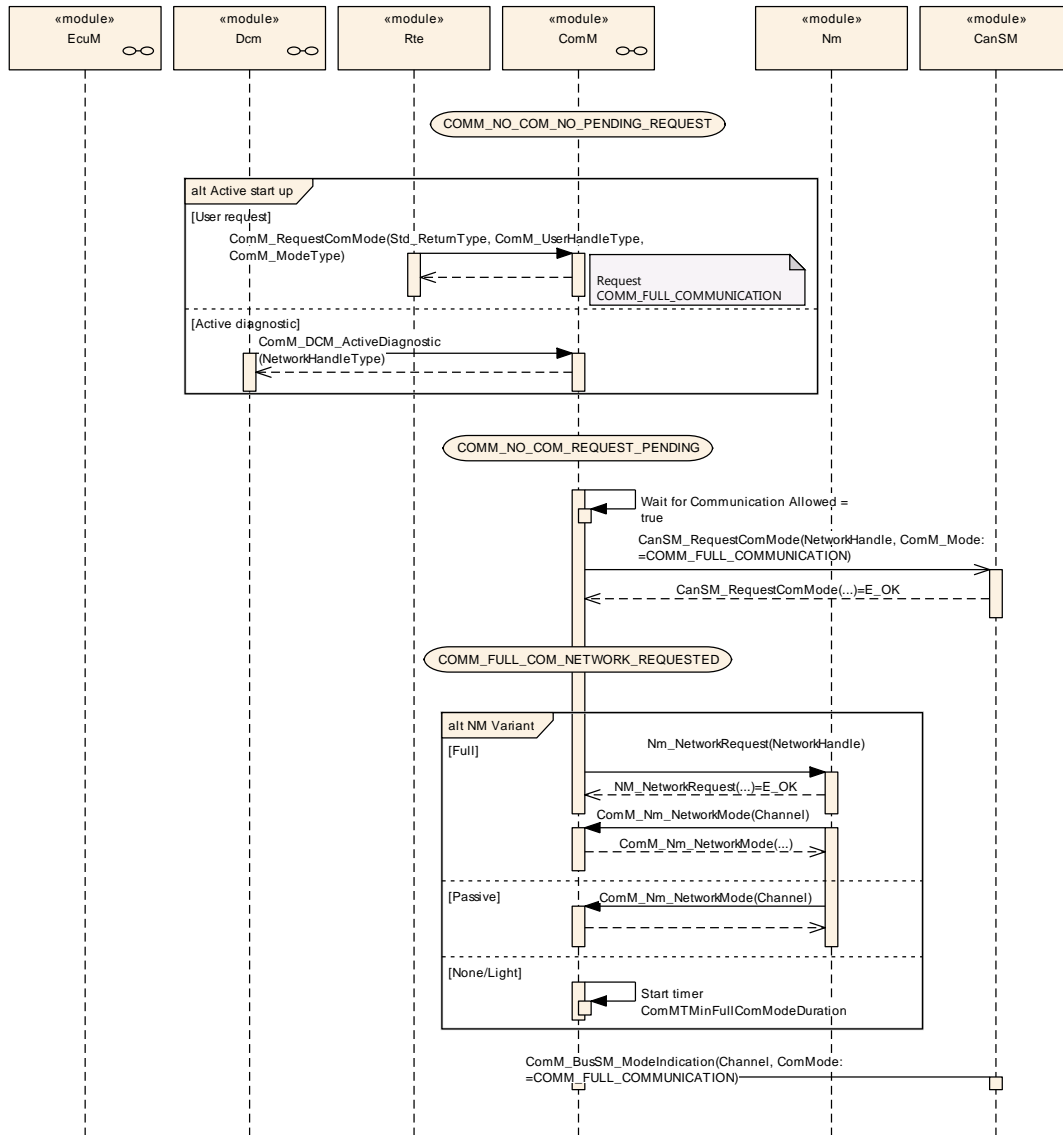 «module»
EcuM
«module»
Dcm
«module»
Rte
«module»
ComM
«module»
Nm
«module»
CanSM
COMM_NO_COM_NO_PENDING_REQUEST
alt Active start up
[User request]
ComM_RequestComMode(Std_ReturnType, ComM_UserHandleType,
ComM_ModeType)
Request
COMM_FULL_COMMUNICATION
[Active diagnostic]
ComM_DCM_ActiveDiagnostic
(NetworkHandleType)
COMM_NO_COM_REQUEST_PENDING
Wait for Communication Allowed =
true
CanSM_RequestComMode(NetworkHandle, ComM_Mode:
=COMM_FULL_COMMUNICATION)
CanSM_RequestComMode(...)=E_OK
COMM_FULL_COM_NETWORK_REQUESTED
alt NM Variant
[Full]
Nm_NetworkRequest(NetworkHandle)
NM_NetworkRequest(...)=E_OK
ComM_Nm_NetworkMode(Channel)
ComM_Nm_NetworkMode(...)
[Passive]
ComM_Nm_NetworkMode(Channel)
[None/Light]
Start timer
ComMTMinFullComModeDuration
ComM_BusSM_ModeIndication(Channel, ComMode:
=COMM_FULL_COMMUNICATION)